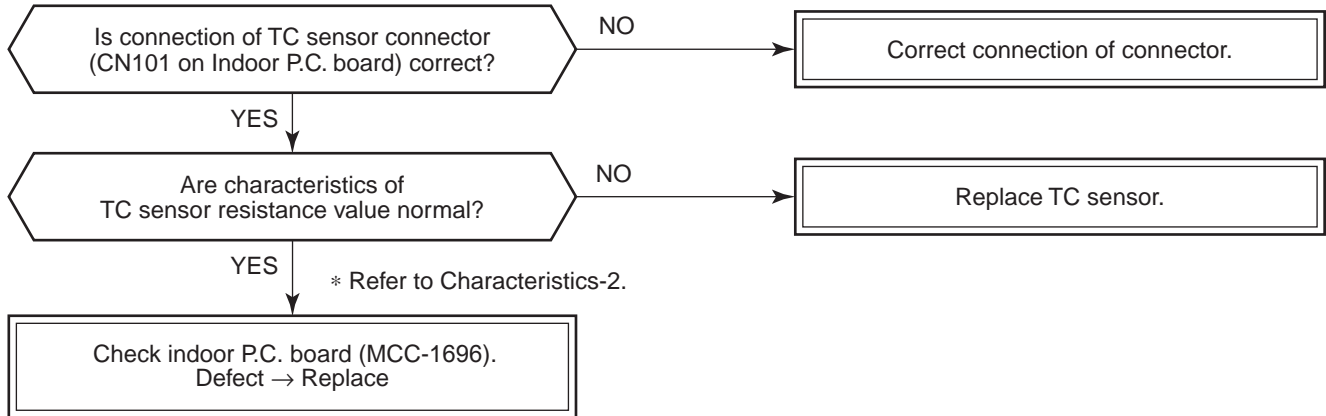 Is connection of TC sensor connector
(CN101 on Indoor P.C. board) correct?
NO
Correct connection of connector.
YES
Are characteristics of
TC sensor resistance value normal?
NO
Replace TC sensor.
YES
* Refer to Characteristics-2.
Check indoor P.C. board (MCC-1696).
Defect → Replace